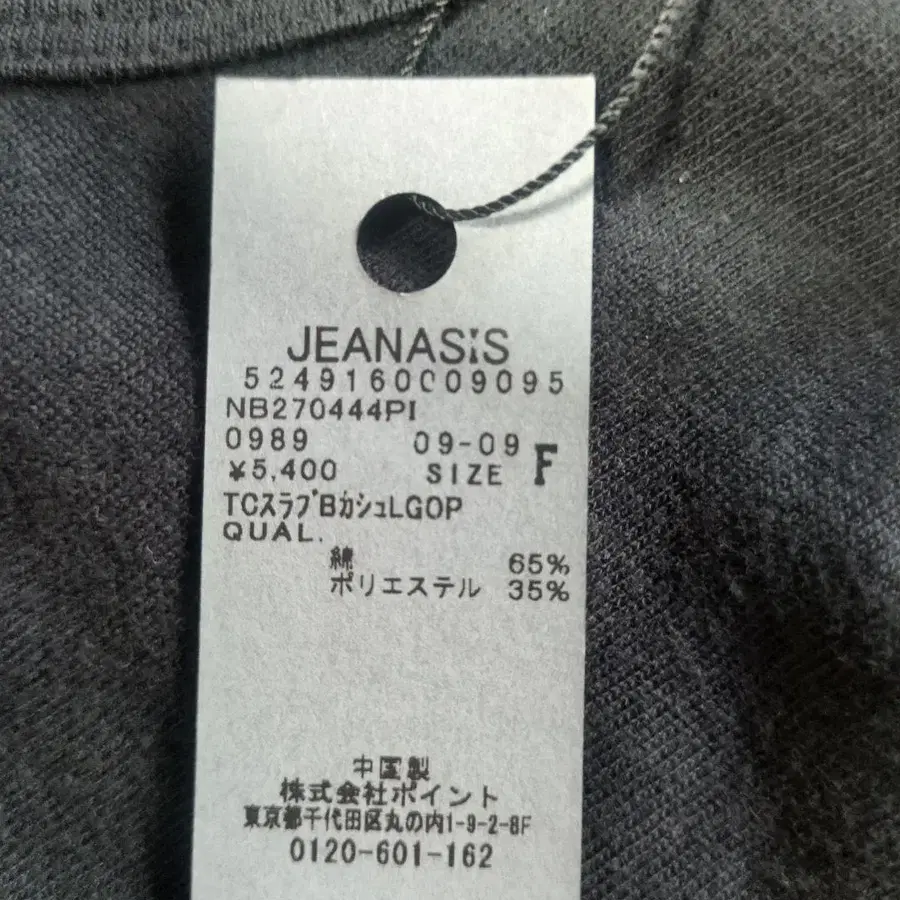 JEANASiS
5249160009095
NB270444PI
0989 09-09
¥5,400 SIZE F
TCスラブBカシュLGOP
QUAL.
綿 65%
ポリエステル 35%
中国製
株式会社ポイント
東京都千代田区丸の内1-9-2-8F
0120-601-162